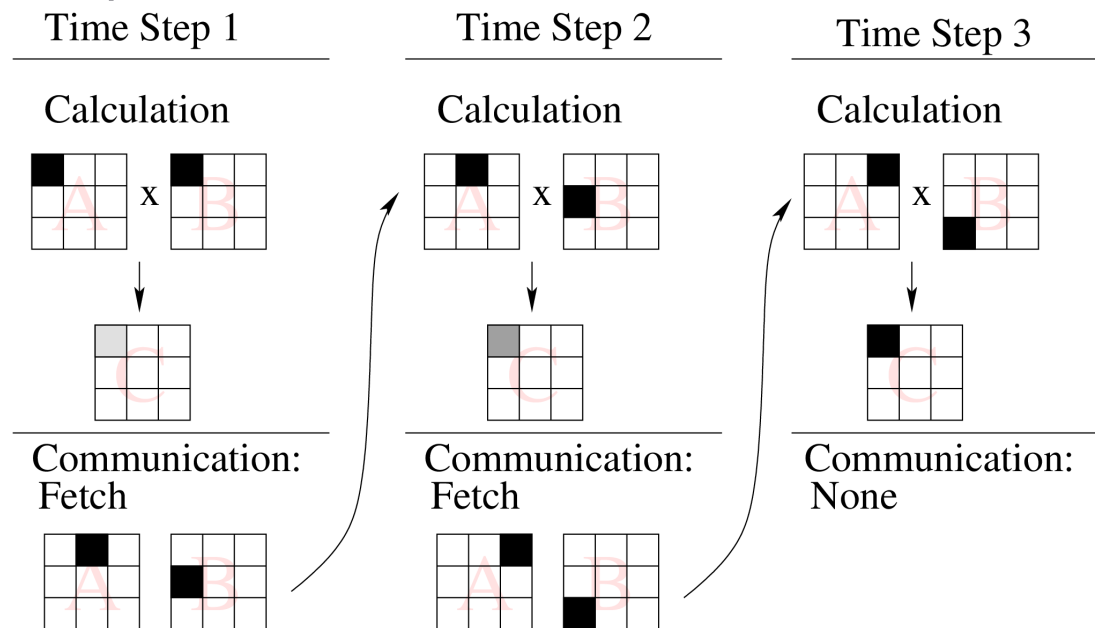 Time Step 1
Calculation
A x B
C
Communication:
Fetch
A B
Time Step 2
Calculation
A x B
C
Communication:
Fetch
A B
Time Step 3
Calculation
A x B
C
Communication:
None